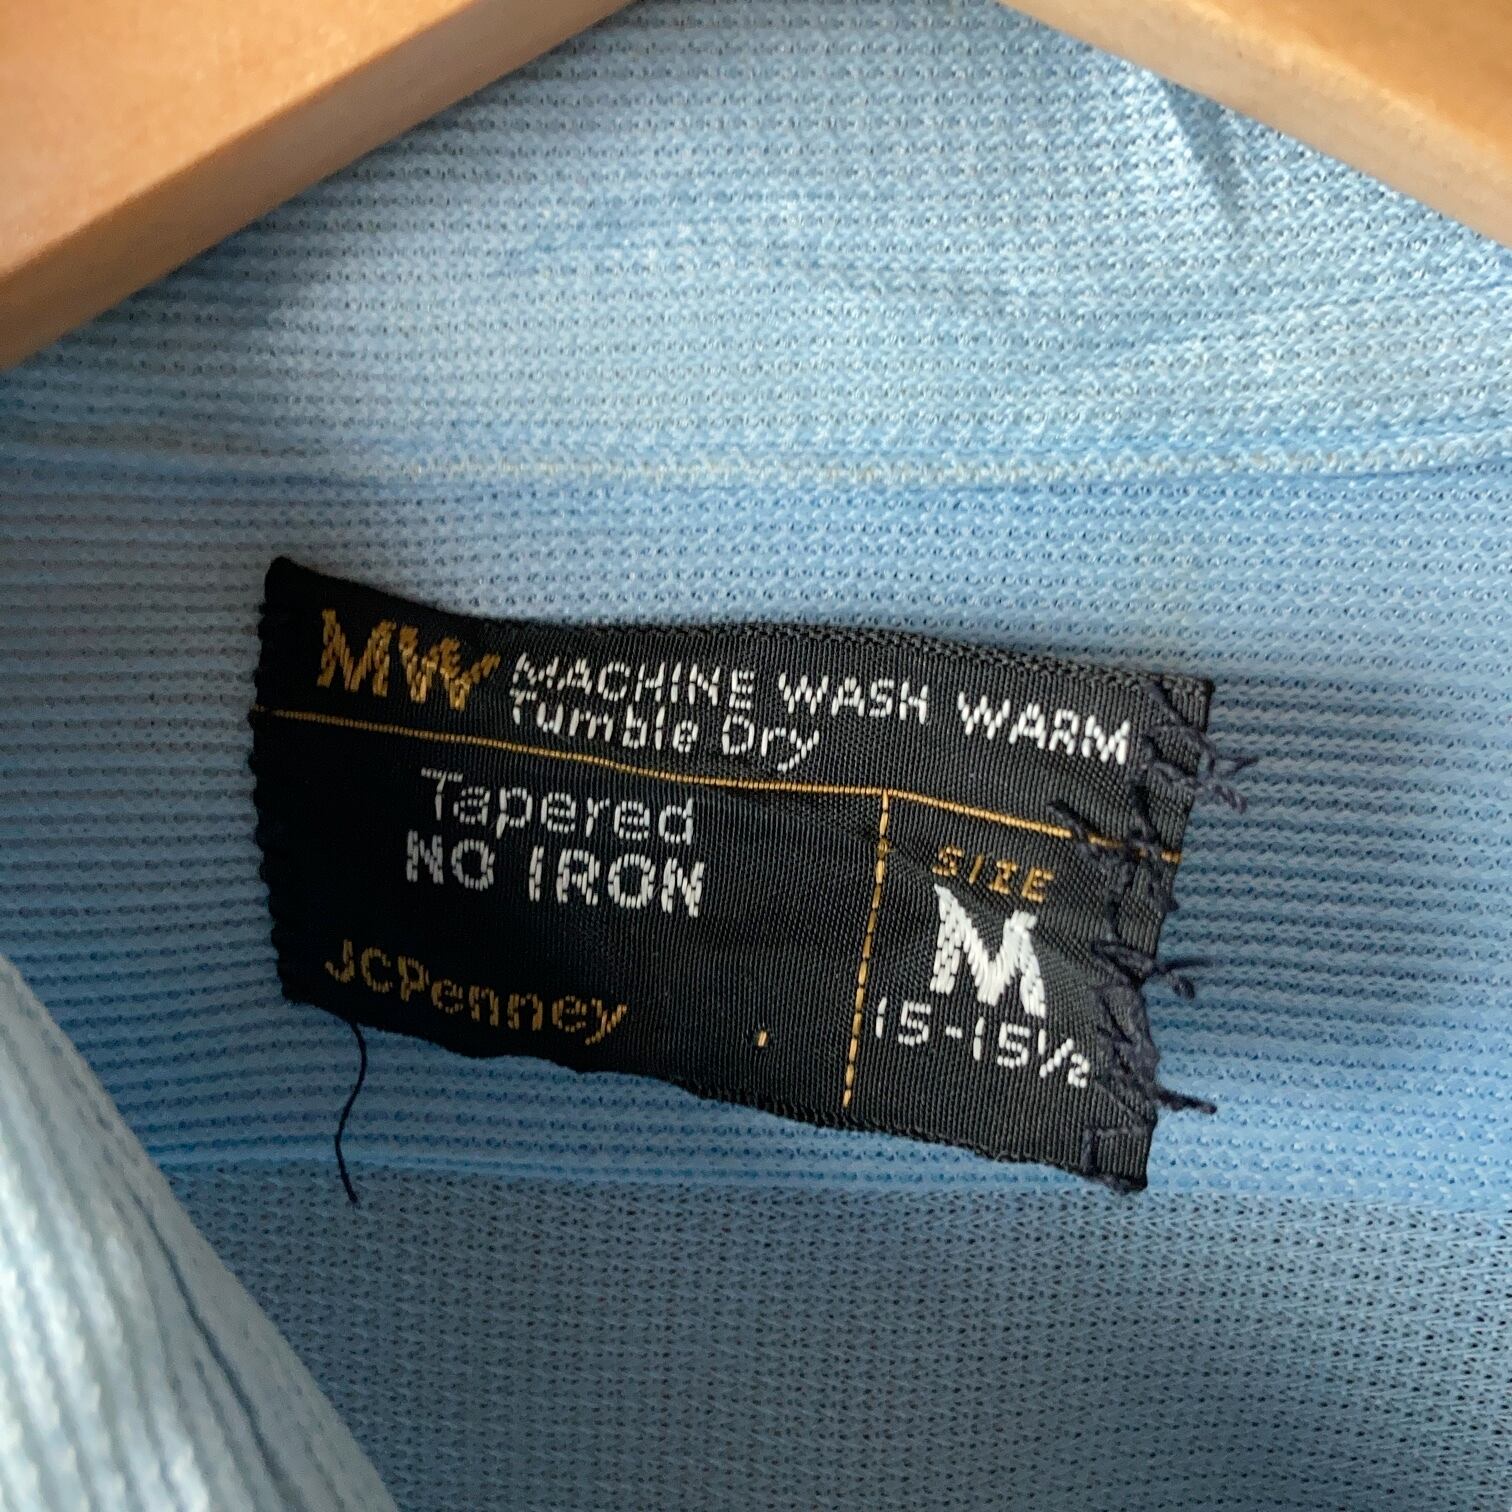 MW MACHINE WASH WARM
Tumble Dry
Tapered
NO IRON
JCPenney
SIZE
M
15-15½